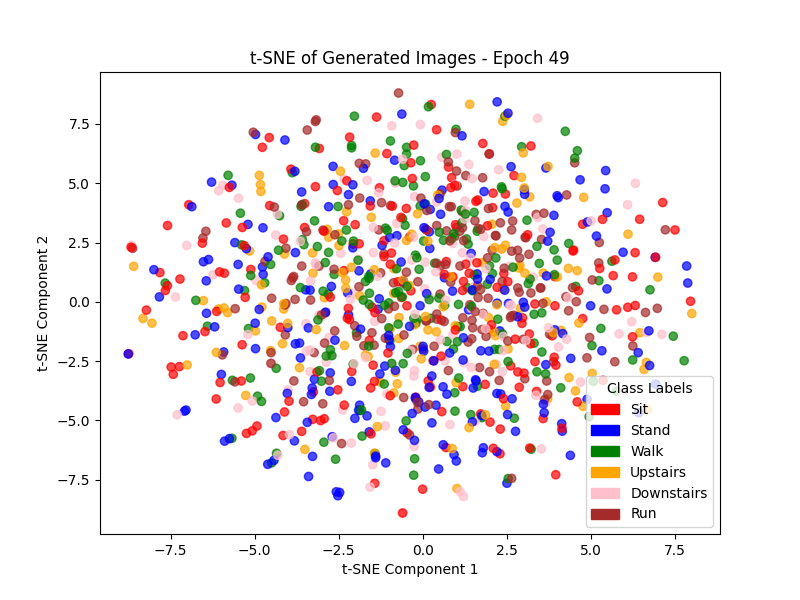 t-SNE of Generated Images - Epoch 49
t-SNE Component 2
7.5
5.0
2.5
0.0
−2.5
−5.0
−7.5
Class Labels
Sit
Stand
Walk
Upstairs
Downstairs
Run
−7.5 −5.0 −2.5 0.0 2.5 5.0 7.5
t-SNE Component 1